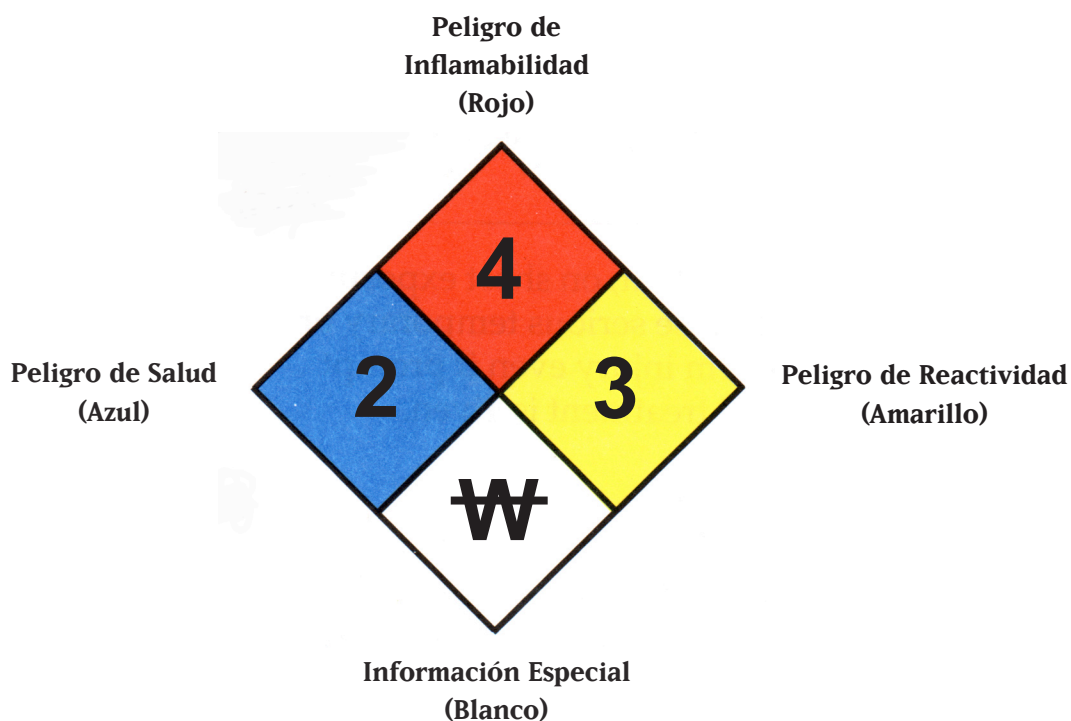 Peligro de
Inflamabilidad
(Rojo)
4
Peligro de Salud
(Azul)
2
3
Peligro de Reactividad
(Amarillo)
W
Información Especial
(Blanco)